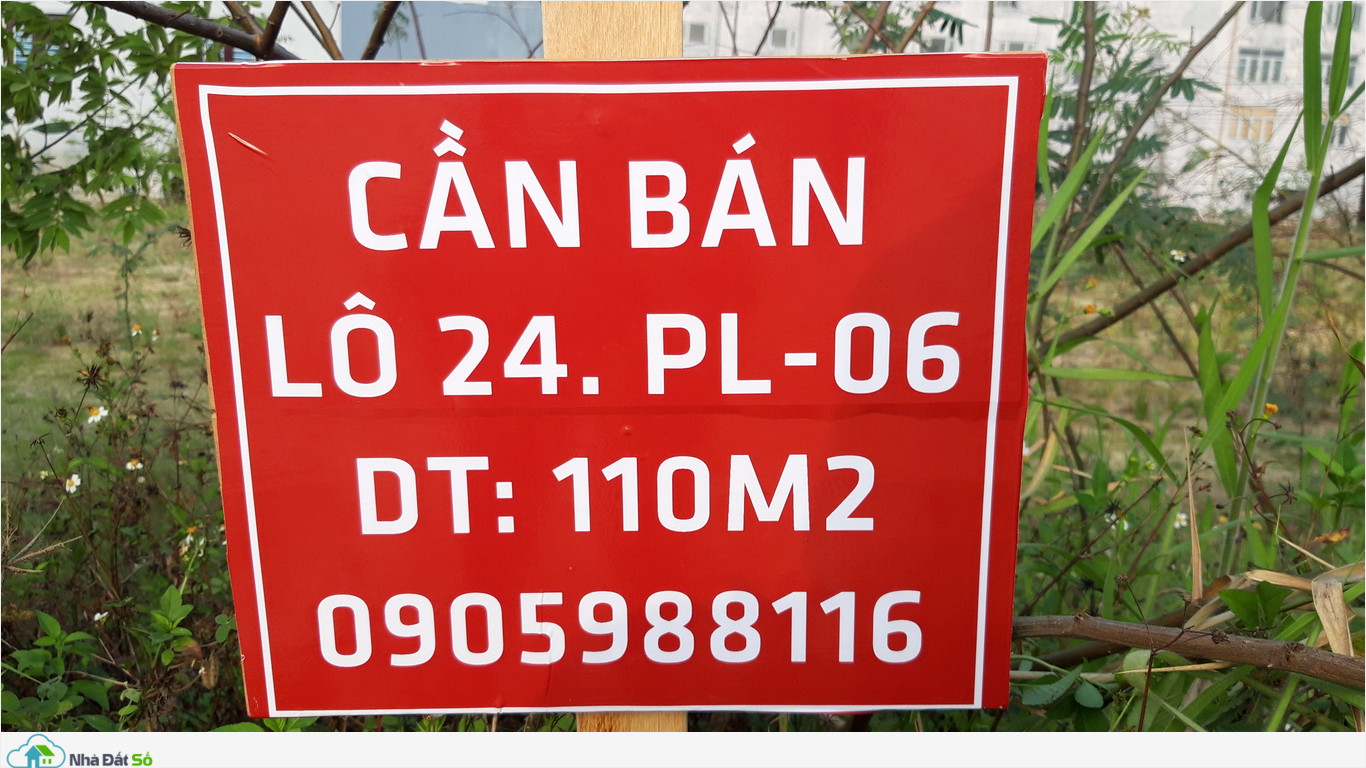 CẦN BÁN
LÔ 24. PL-06
DT: 110M2
0905988116
Nhà Đất Số